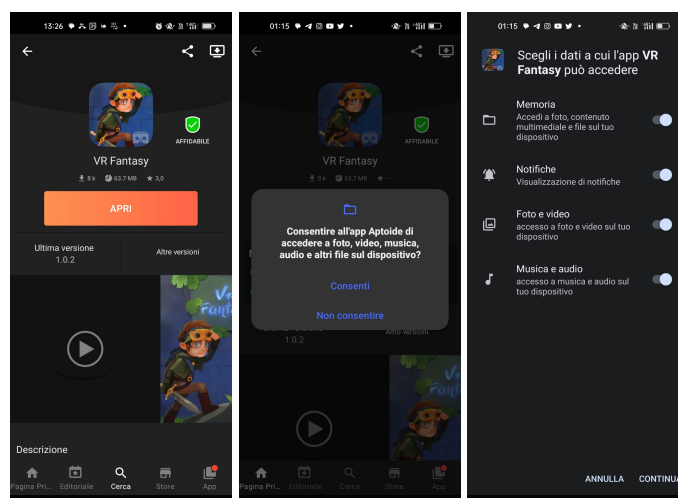 13:26
AFFIDABILE
VR Fantasy
8 k 63.7 MB ★ 3,0
APRI
Ultima versione
1.0.2
Altre versioni
Descrizione
Pagina Pri... Editoriale Cerca Store App
01:15
AFFIDABILE
VR Fantasy
8 k 63.7 MB ★ --
Consentire all'app Aptoide di
accedere a foto, video, musica,
audio e altri file sul dispositivo?
Consenti
Non consentire
1.0.2
Altre versioni
Pagina Pri... Editoriale Cerca Store App
01:15
Scegli i dati a cui l'app VR
Fantasy può accedere
Memoria
Accedi a foto, contenuto
multimediale e file sul tuo
dispositivo
Notifiche
Visualizzazione di notifiche
Foto e video
accesso a foto e video sul tuo
dispositivo
Musica e audio
accesso a musica e audio sul
tuo dispositivo
ANNULLA CONTINUA